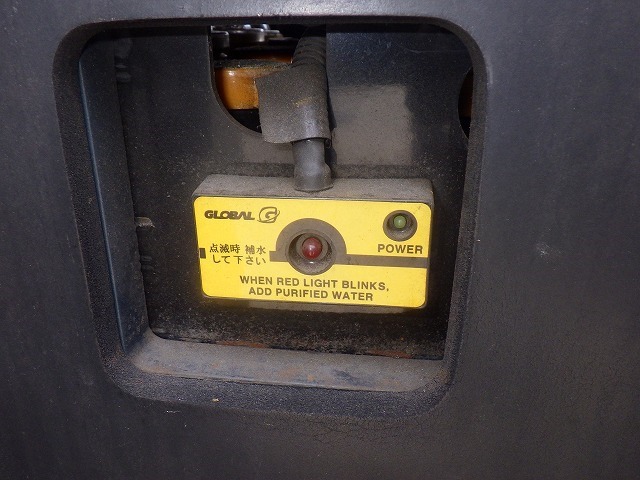 GLOBAL G
POWER
点滅時 補水
して下さい
WHEN RED LIGHT BLINKS,
ADD PURIFIED WATER